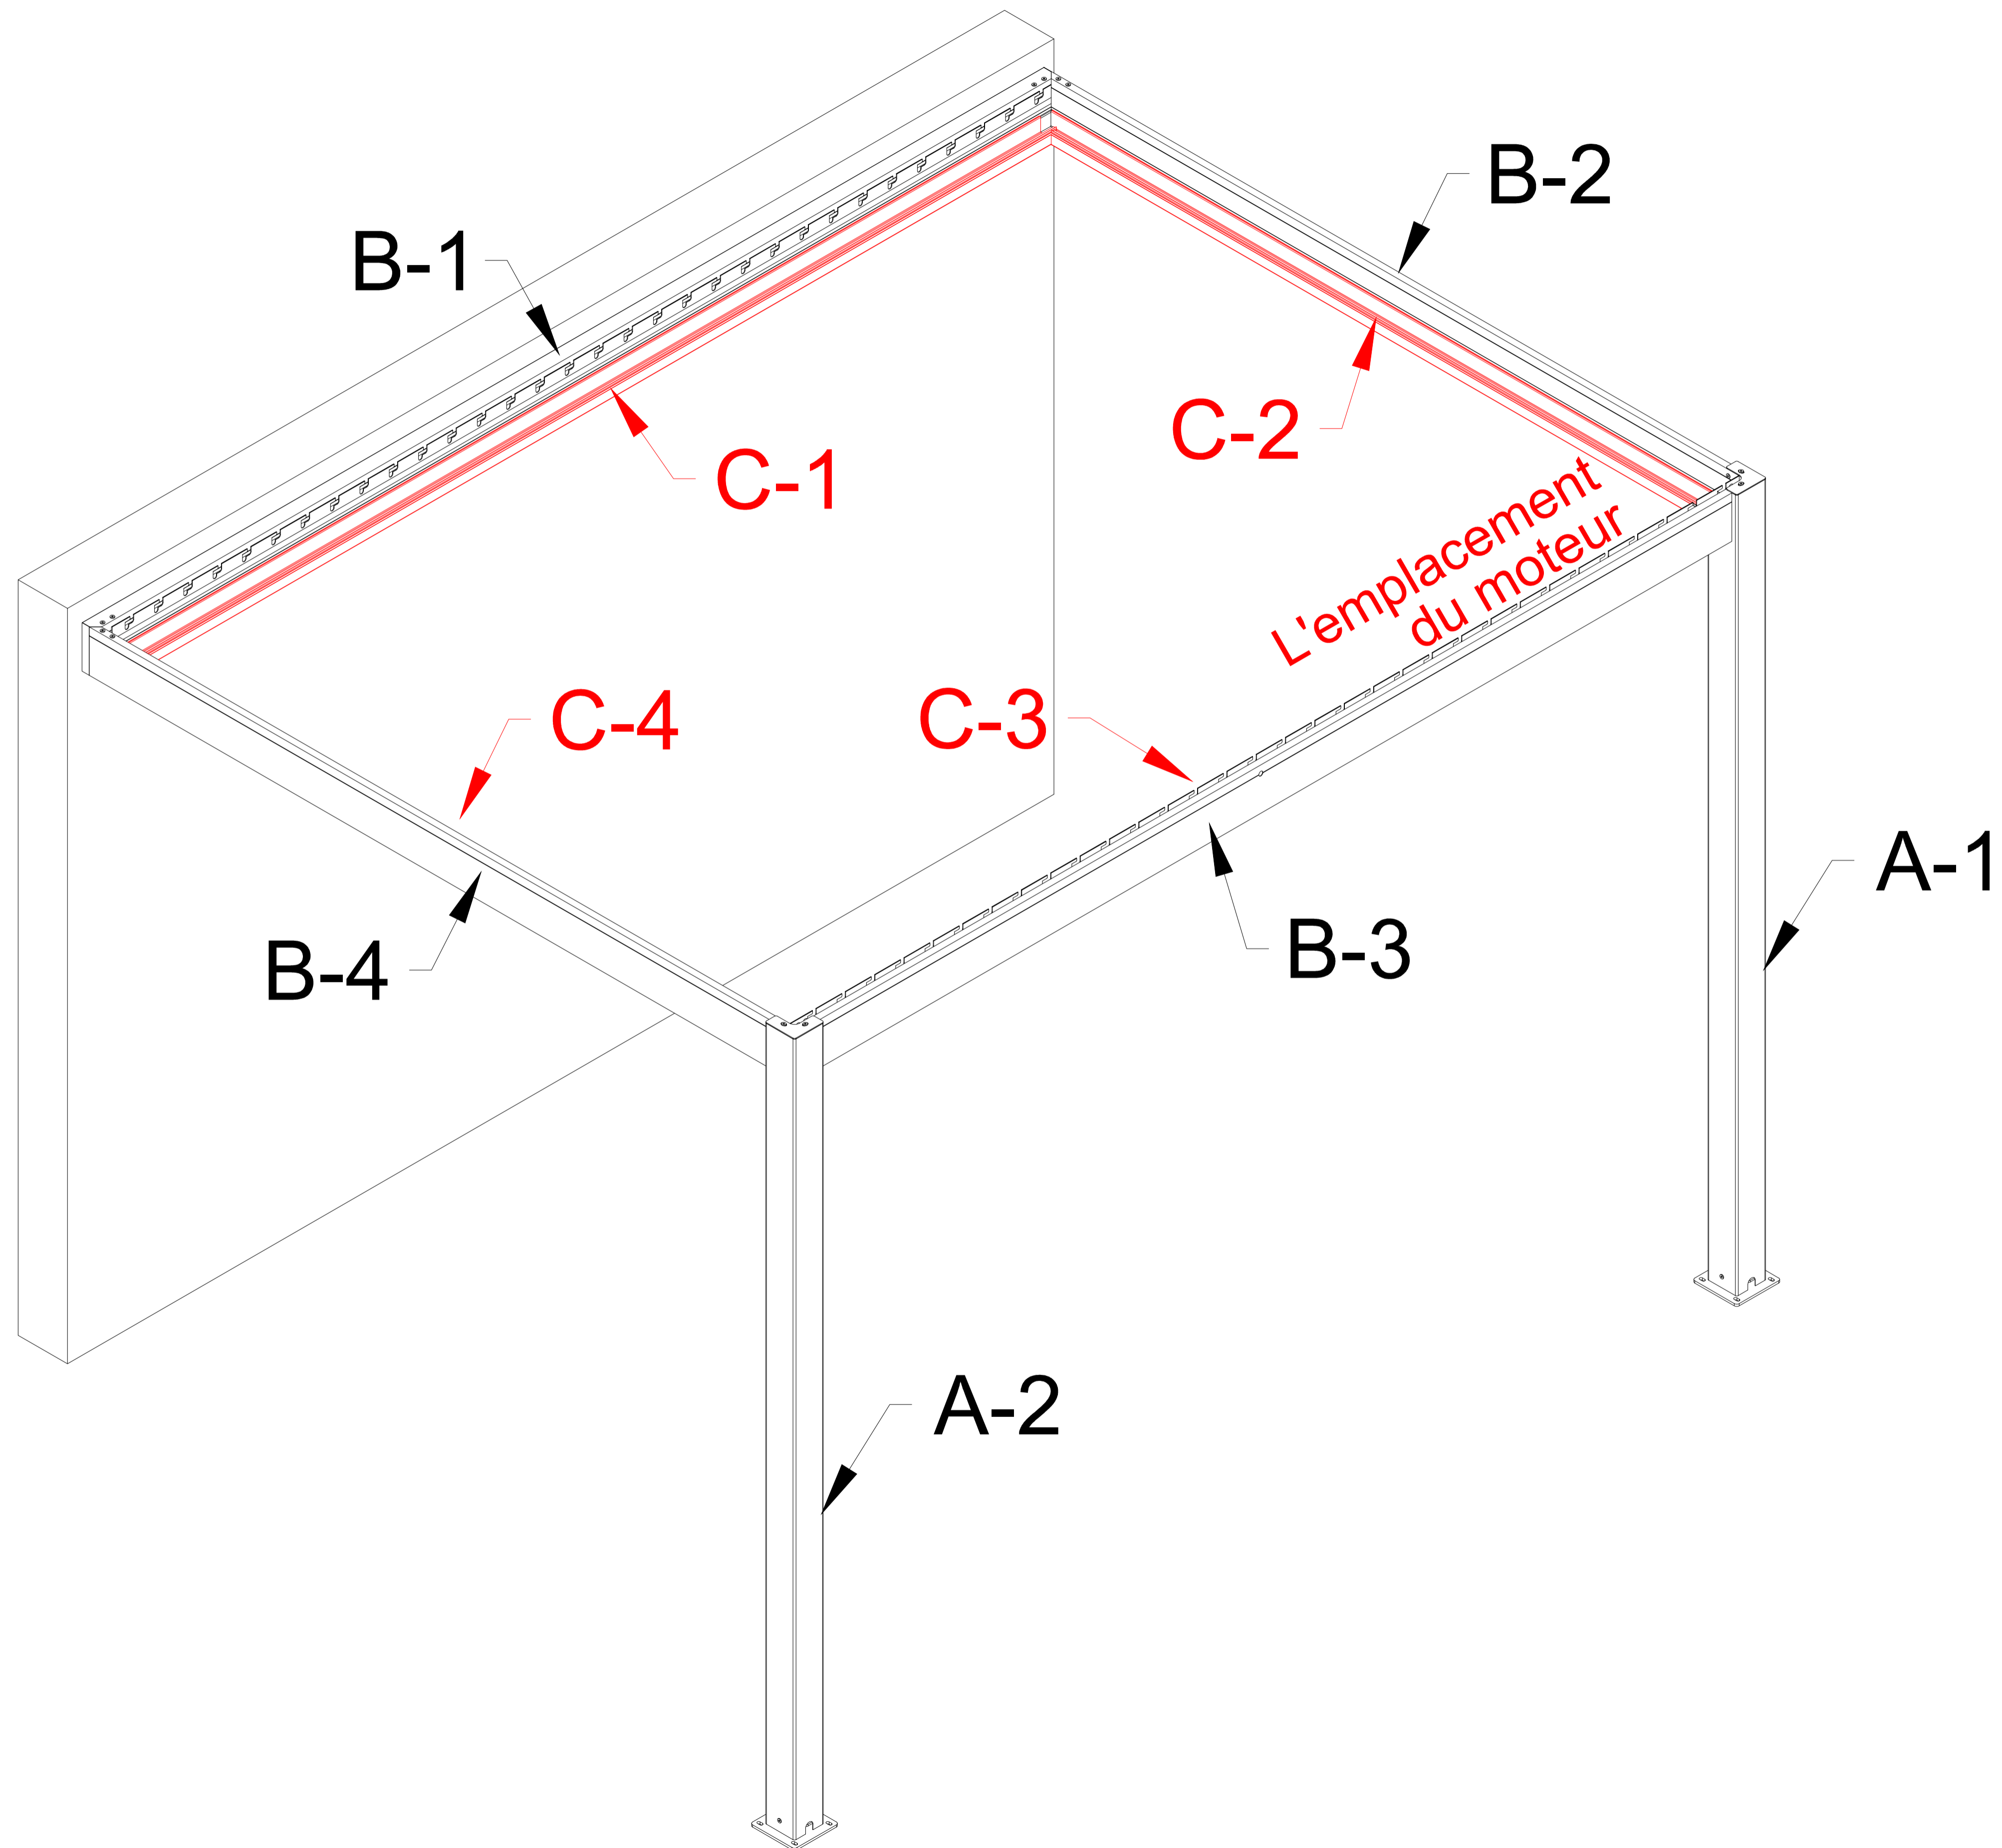 B-2
B-1
C-2
C-1
L'emplacement
du moteur
C-4
C-3
A-1
B-3
B-4
A-2